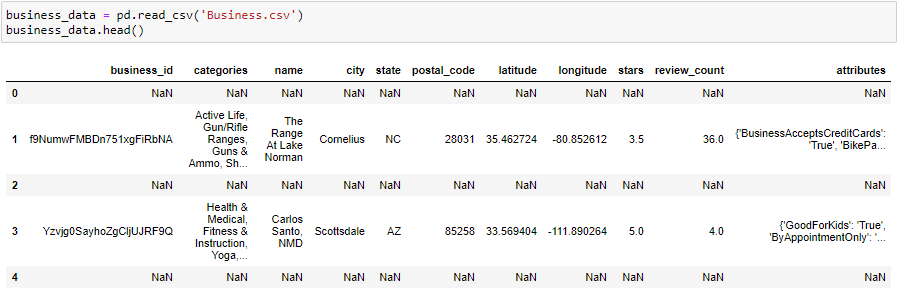 business_data = pd.read_csv('Business.csv')
business_data.head()
business_id categories name city state postal_code latitude longitude stars review_count attributes
0 NaN NaN NaN NaN NaN NaN NaN NaN NaN NaN NaN
1 f9NumwFMBDn751xgFiRbNA Active Life, Gun/Rifle Ranges, Guns & Ammo, Sh... The Range At Lake Norman Cornelius NC 28031 35.462724 -80.852612 3.5 36.0 {'BusinessAcceptsCreditCards': 'True', 'BikePa...
2 NaN NaN NaN NaN NaN NaN NaN NaN NaN NaN NaN
3 Yzvjg0SayhoZgCljUJRF9Q Health & Medical, Fitness & Instruction, Yoga,... Carlos Santo, NMD Scottsdale AZ 85258 33.569404 -111.890264 5.0 4.0 {'GoodForKids': 'True', 'ByAppointmentOnly': '...
4 NaN NaN NaN NaN NaN NaN NaN NaN NaN NaN NaN